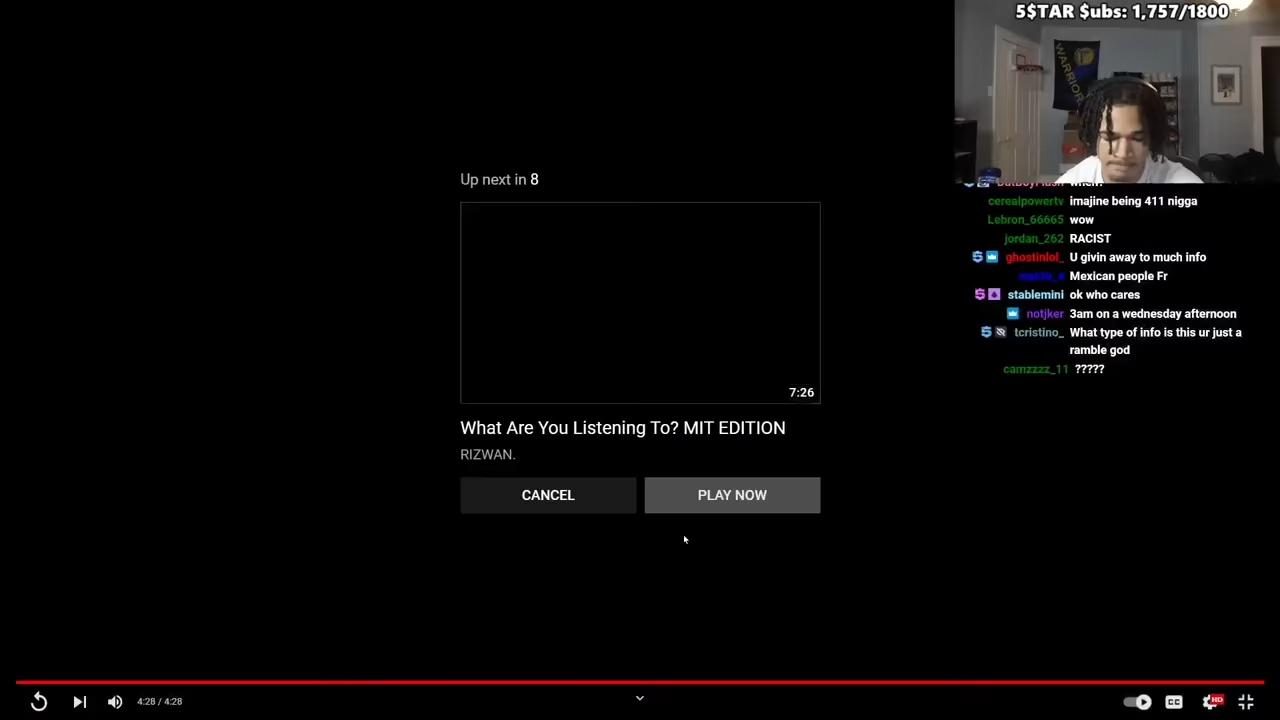 5$TAR $ubs: 1,757/1800
WARRIOR
Up next in 8
7:26
What Are You Listening To? MIT EDITION
RIZWAN.
CANCEL
PLAY NOW
cerealpowertv imajine being 411 nigga
Lebron_66665 wow
jordan_262 RACIST
ghostinlol_ U givin away to much info
Mexican people Fr
stablemini ok who cares
notjker 3am on a wednesday afternoon
tcristino_ What type of info is this ur just a
ramble god
camzzzz_11 ?????
4:28 / 4:28
CC
HD